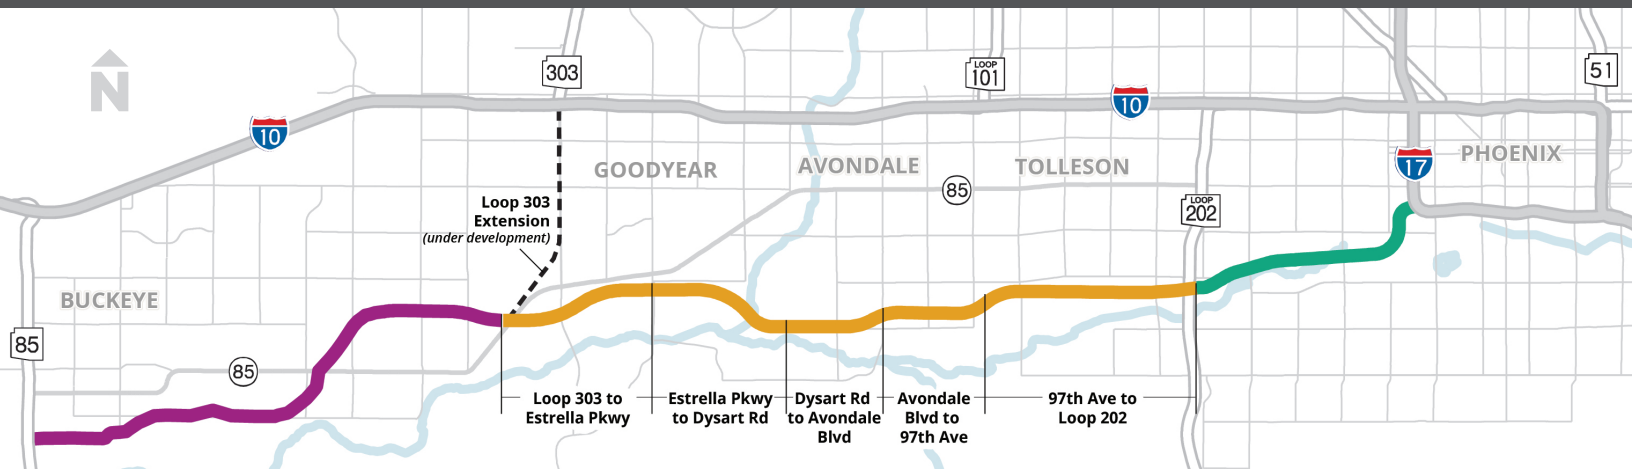 N
303
LOOP
101
51
10
10
GOODYEAR
AVONDALE
TOLLESON
PHOENIX
17
85
Loop 303
Extension
(under development)
LOOP
202
BUCKEYE
85
85
Loop 303 to
Estrella Pkwy
Estrella Pkwy
to Dysart Rd
Dysart Rd
to Avondale
Blvd
Avondale
Blvd to
97th Ave
97th Ave to
Loop 202